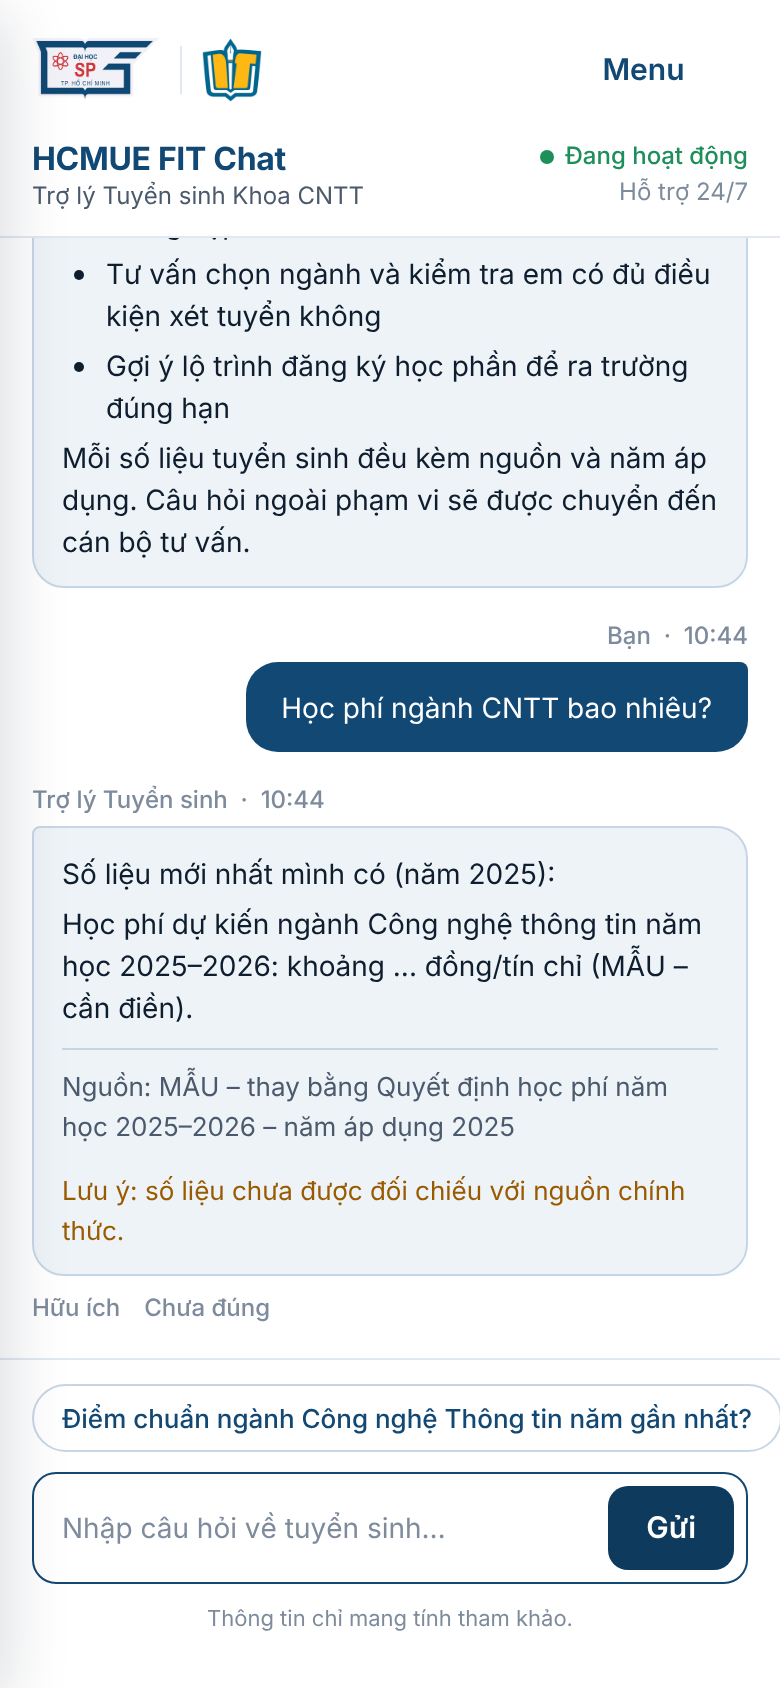 ĐẠI HỌC
SP
TP. HỒ CHÍ MINH
Menu
HCMUE FIT Chat
Trợ lý Tuyển sinh Khoa CNTT
Đang hoạt động
Hỗ trợ 24/7
• Tư vấn chọn ngành và kiểm tra em có đủ điều
kiện xét tuyển không
• Gợi ý lộ trình đăng ký học phần để ra trường
đúng hạn
Mỗi số liệu tuyển sinh đều kèm nguồn và năm áp
dụng. Câu hỏi ngoài phạm vi sẽ được chuyển đến
cán bộ tư vấn.
Bạn · 10:44
Học phí ngành CNTT bao nhiêu?
Trợ lý Tuyển sinh · 10:44
Số liệu mới nhất mình có (năm 2025):
Học phí dự kiến ngành Công nghệ thông tin năm
học 2025–2026: khoảng ... đồng/tín chỉ (MẪU –
cần điền).
Nguồn: MẪU – thay bằng Quyết định học phí năm
học 2025–2026 – năm áp dụng 2025
Lưu ý: số liệu chưa được đối chiếu với nguồn chính
thức.
Hữu ích Chưa đúng
Điểm chuẩn ngành Công nghệ Thông tin năm gần nhất?
Nhập câu hỏi về tuyển sinh...
Gửi
Thông tin chỉ mang tính tham khảo.